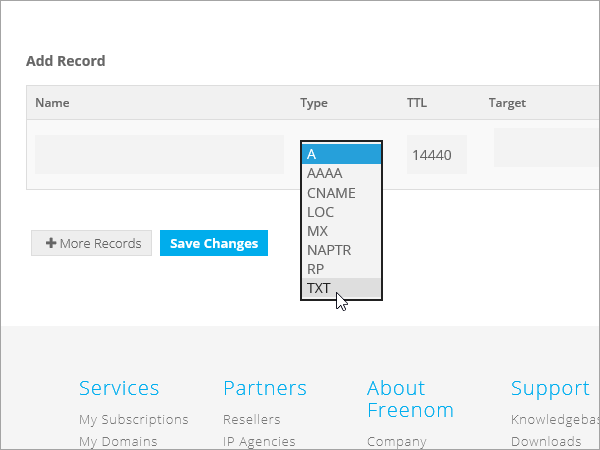 Add Record
Name Type TTL Target
A 14440
AAAA
CNAME
LOC
MX
NAPTR
RP
TXT
More Records Save Changes
Services Partners About Freenom Support
My Subscriptions Resellers Company Knowledgebas
My Domains IP Agencies Downloads